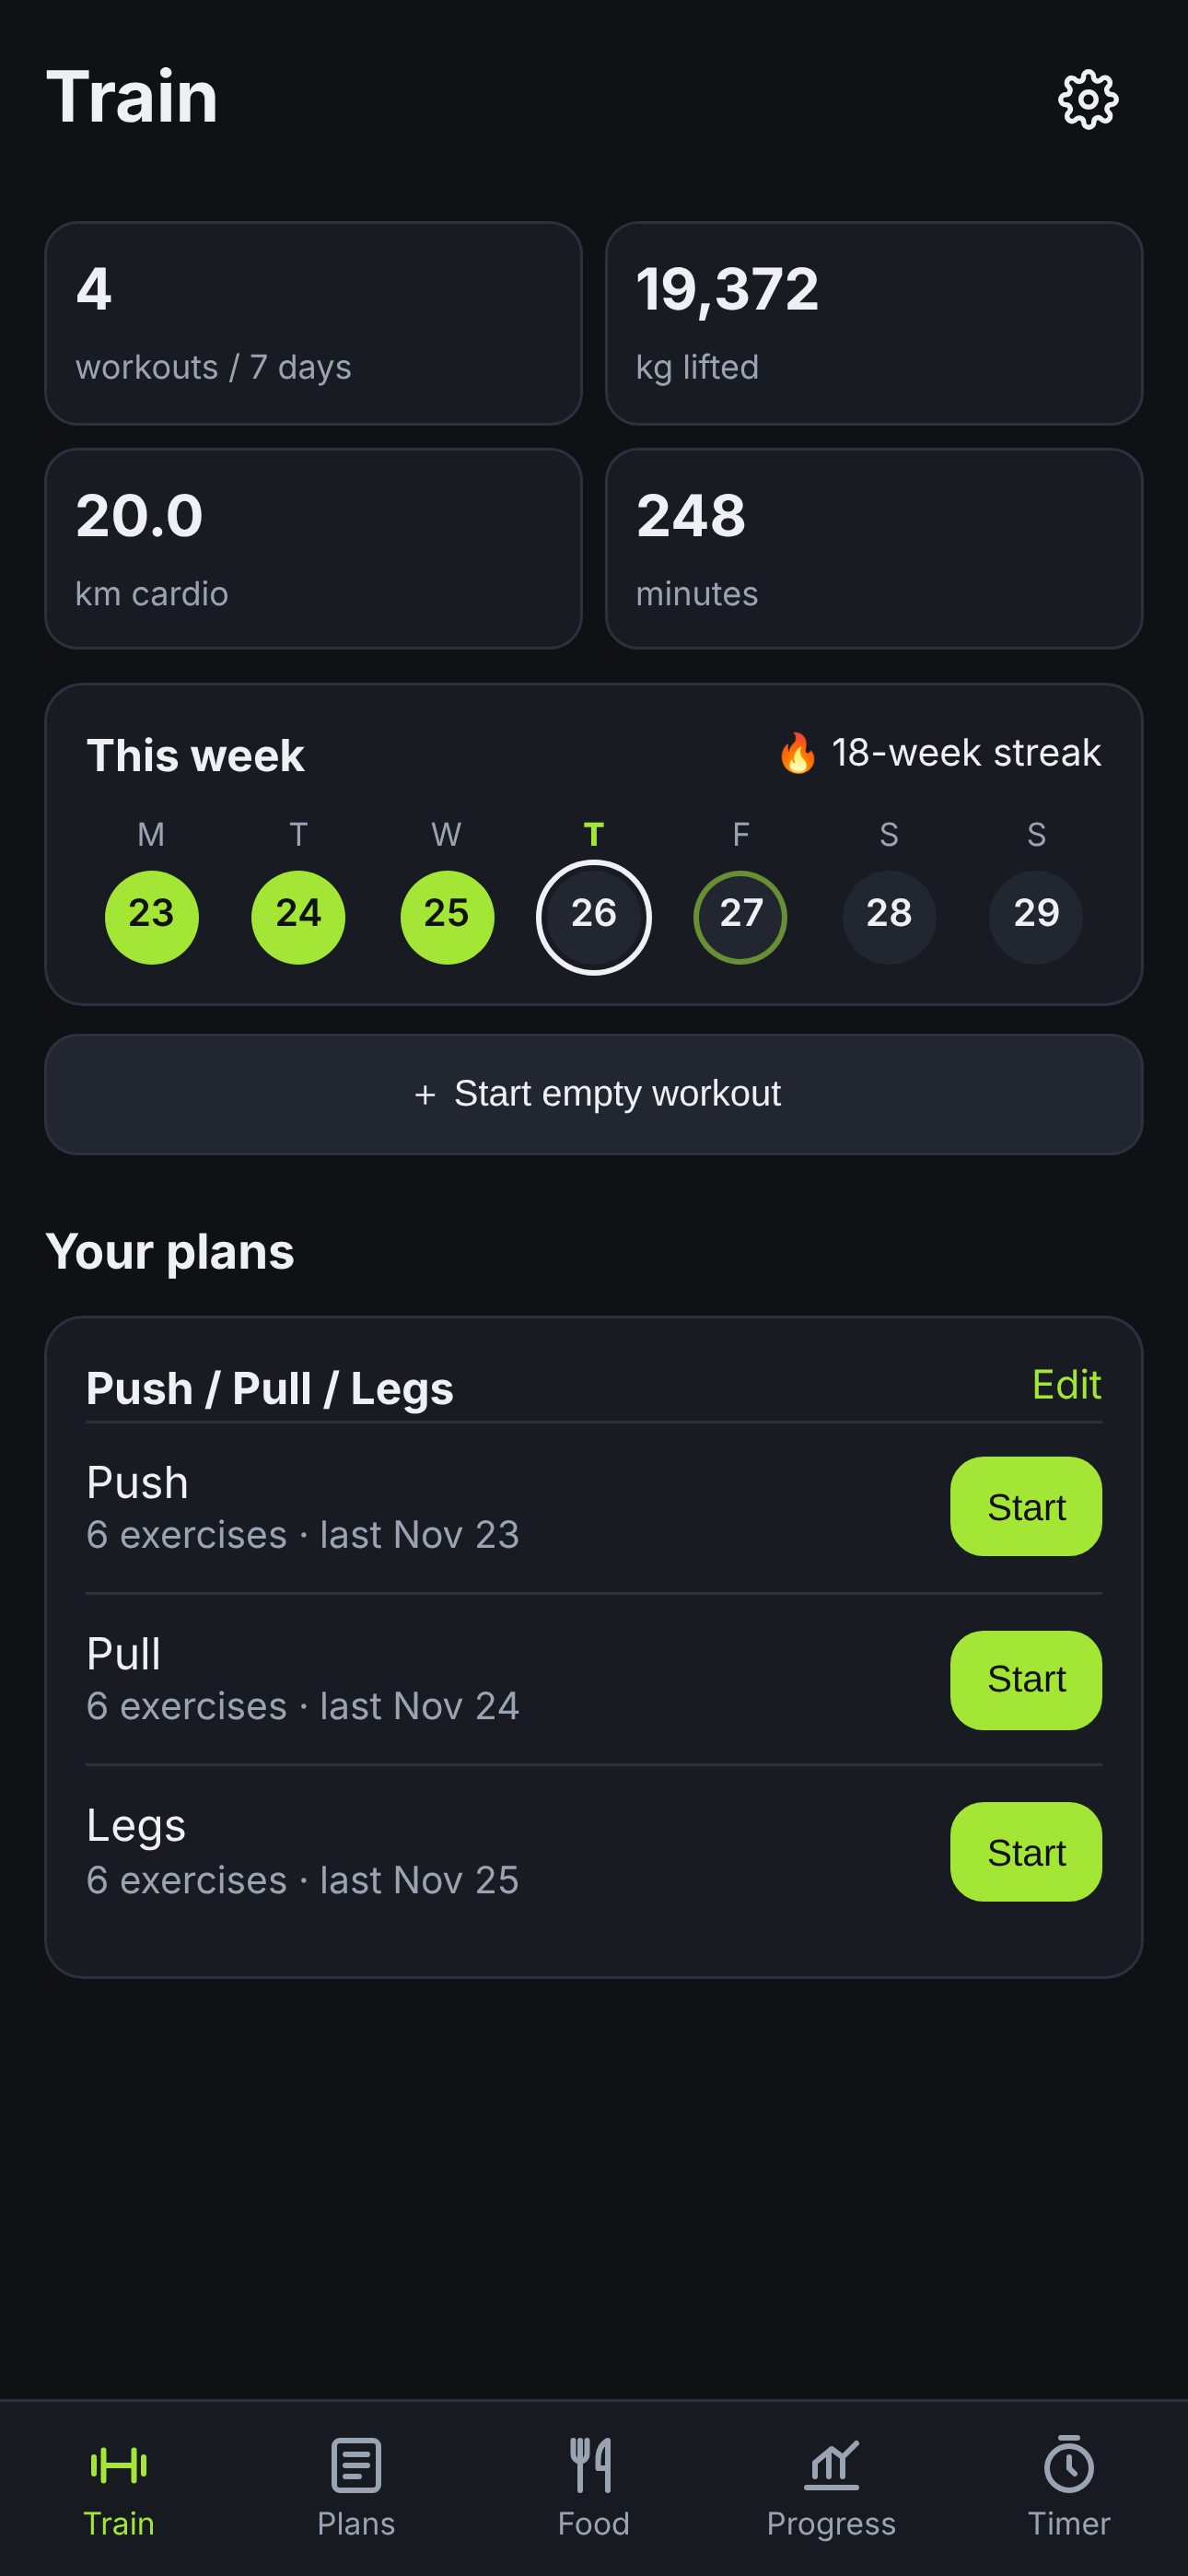 Train
4
workouts / 7 days
19,372
kg lifted
20.0
km cardio
248
minutes
This week
🔥 18-week streak
M T W T F S S
23 24 25 26 27 28 29
+ Start empty workout
Your plans
Push / Pull / Legs
Edit
Push
6 exercises · last Nov 23
Start
Pull
6 exercises · last Nov 24
Start
Legs
6 exercises · last Nov 25
Start
Train Plans Food Progress Timer